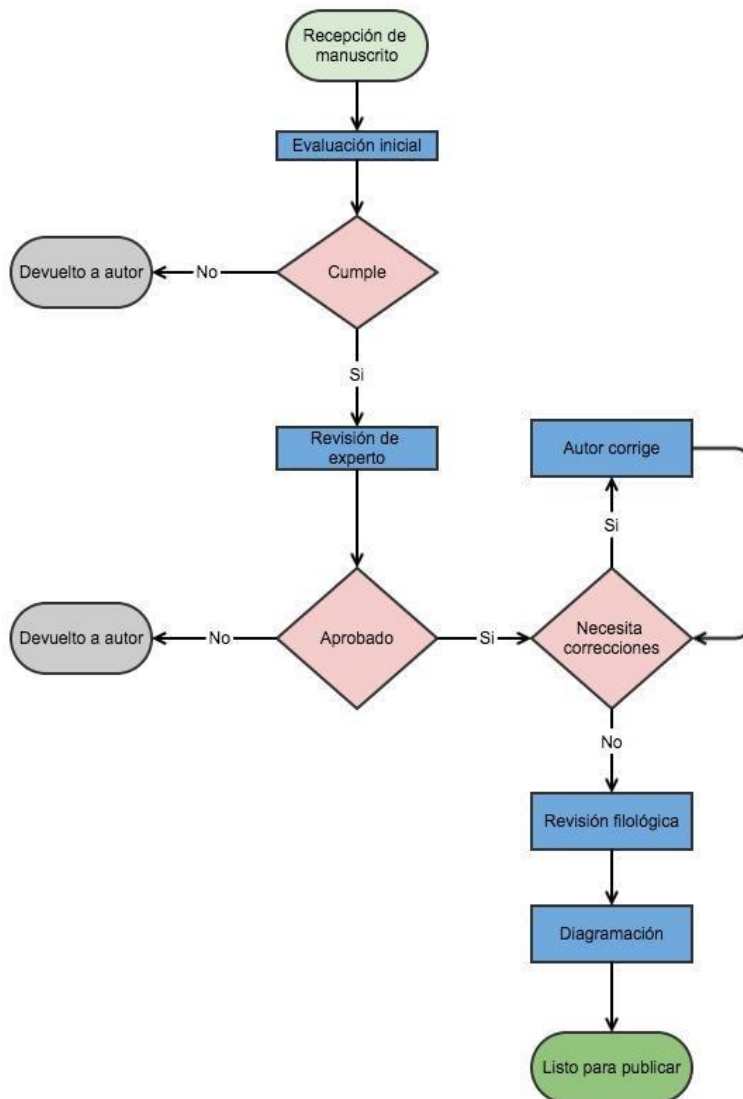 Recepción de
manuscrito
Evaluación inicial
Devuelto a autor
No
Cumple
Si
Revisión de
experto
Autor corrige
Si
Devuelto a autor
No
Aprobado
Si
Necesita
correcciones
No
Revisión filológica
Diagramación
Listo para publicar